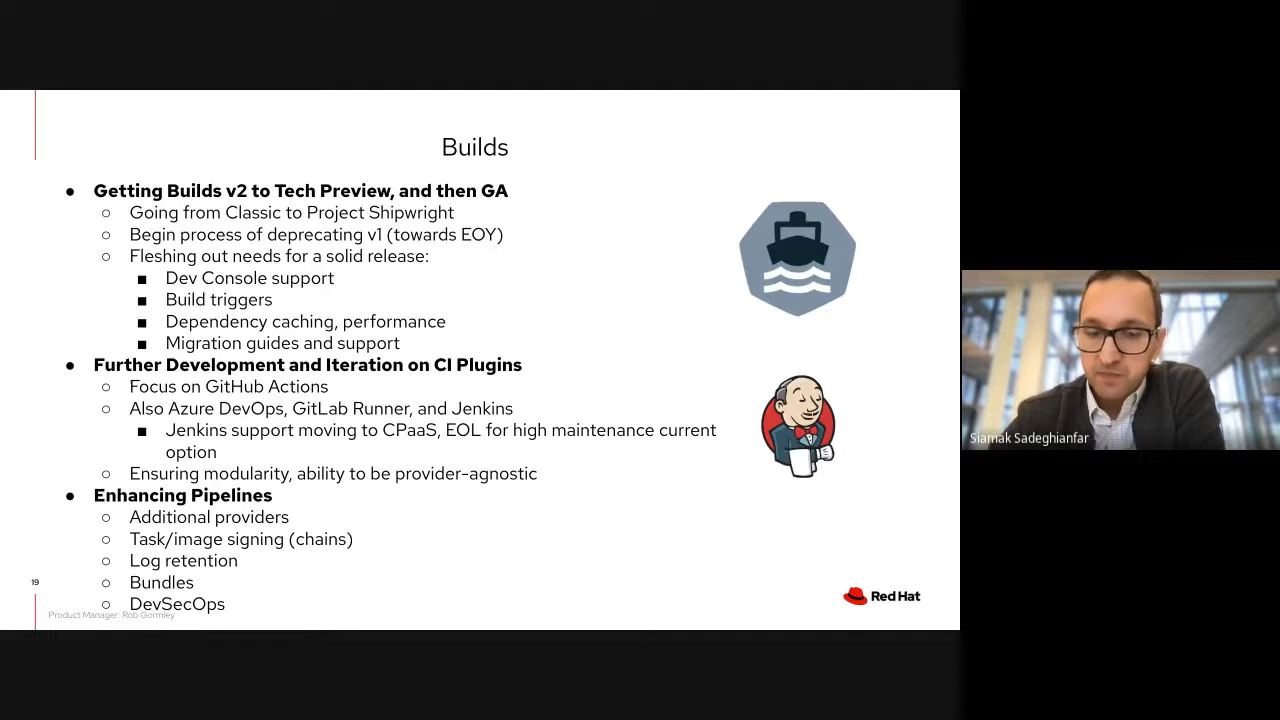 Builds
● Getting Builds v2 to Tech Preview, and then GA
○ Going from Classic to Project Shipwright
○ Begin process of deprecating v1 (towards EOY)
○ Fleshing out needs for a solid release:
■ Dev Console support
■ Build triggers
■ Dependency caching, performance
■ Migration guides and support
● Further Development and Iteration on CI Plugins
○ Focus on GitHub Actions
○ Also Azure DevOps, GitLab Runner, and Jenkins
■ Jenkins support moving to CPaaS, EOL for high maintenance current
option
○ Ensuring modularity, ability to be provider-agnostic
● Enhancing Pipelines
○ Additional providers
○ Task/image signing (chains)
○ Log retention
○ Bundles
○ DevSecOps
19
Product Manager: Rob Gormley
Red Hat
Siamak Sadeghianfar